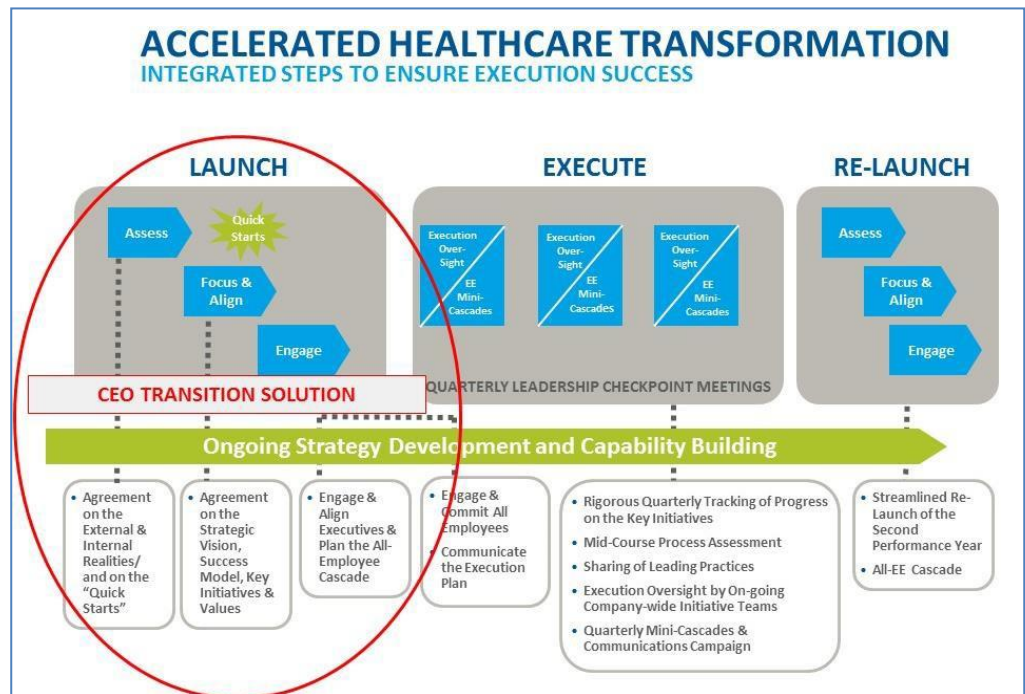 ACCELERATED HEALTHCARE TRANSFORMATION
INTEGRATED STEPS TO ENSURE EXECUTION SUCCESS
LAUNCH
Assess
Quick
Starts
Focus &
Align
Engage
CEO TRANSITION SOLUTION
EXECUTE
Execution
Over-
Sight
EE
Mini-
Cascades
Execution
Over-
Sight
EE
Mini-
Cascades
Execution
Over-
Sight
EE
Mini-
Cascades
QUARTERLY LEADERSHIP CHECKPOINT MEETINGS
RE-LAUNCH
Assess
Focus &
Align
Engage
Ongoing Strategy Development and Capability Building
• Agreement
on the
External &
Internal
Realities/
and on the
“Quick
Starts”
• Agreement
on the
Strategic
Vision,
Success
Model, Key
Initiatives &
Values
• Engage &
Align
Executives &
Plan the All-
Employee
Cascade
• Engage &
Commit All
Employees
• Communicate
the Execution
Plan
• Rigorous Quarterly Tracking of Progress
on the Key Initiatives
• Mid-Course Process Assessment
• Sharing of Leading Practices
• Execution Oversight by On-going
Company-wide Initiative Teams
• Quarterly Mini-Cascades &
Communications Campaign
• Streamlined Re-
Launch of the
Second
Performance Year
• All-EE Cascade